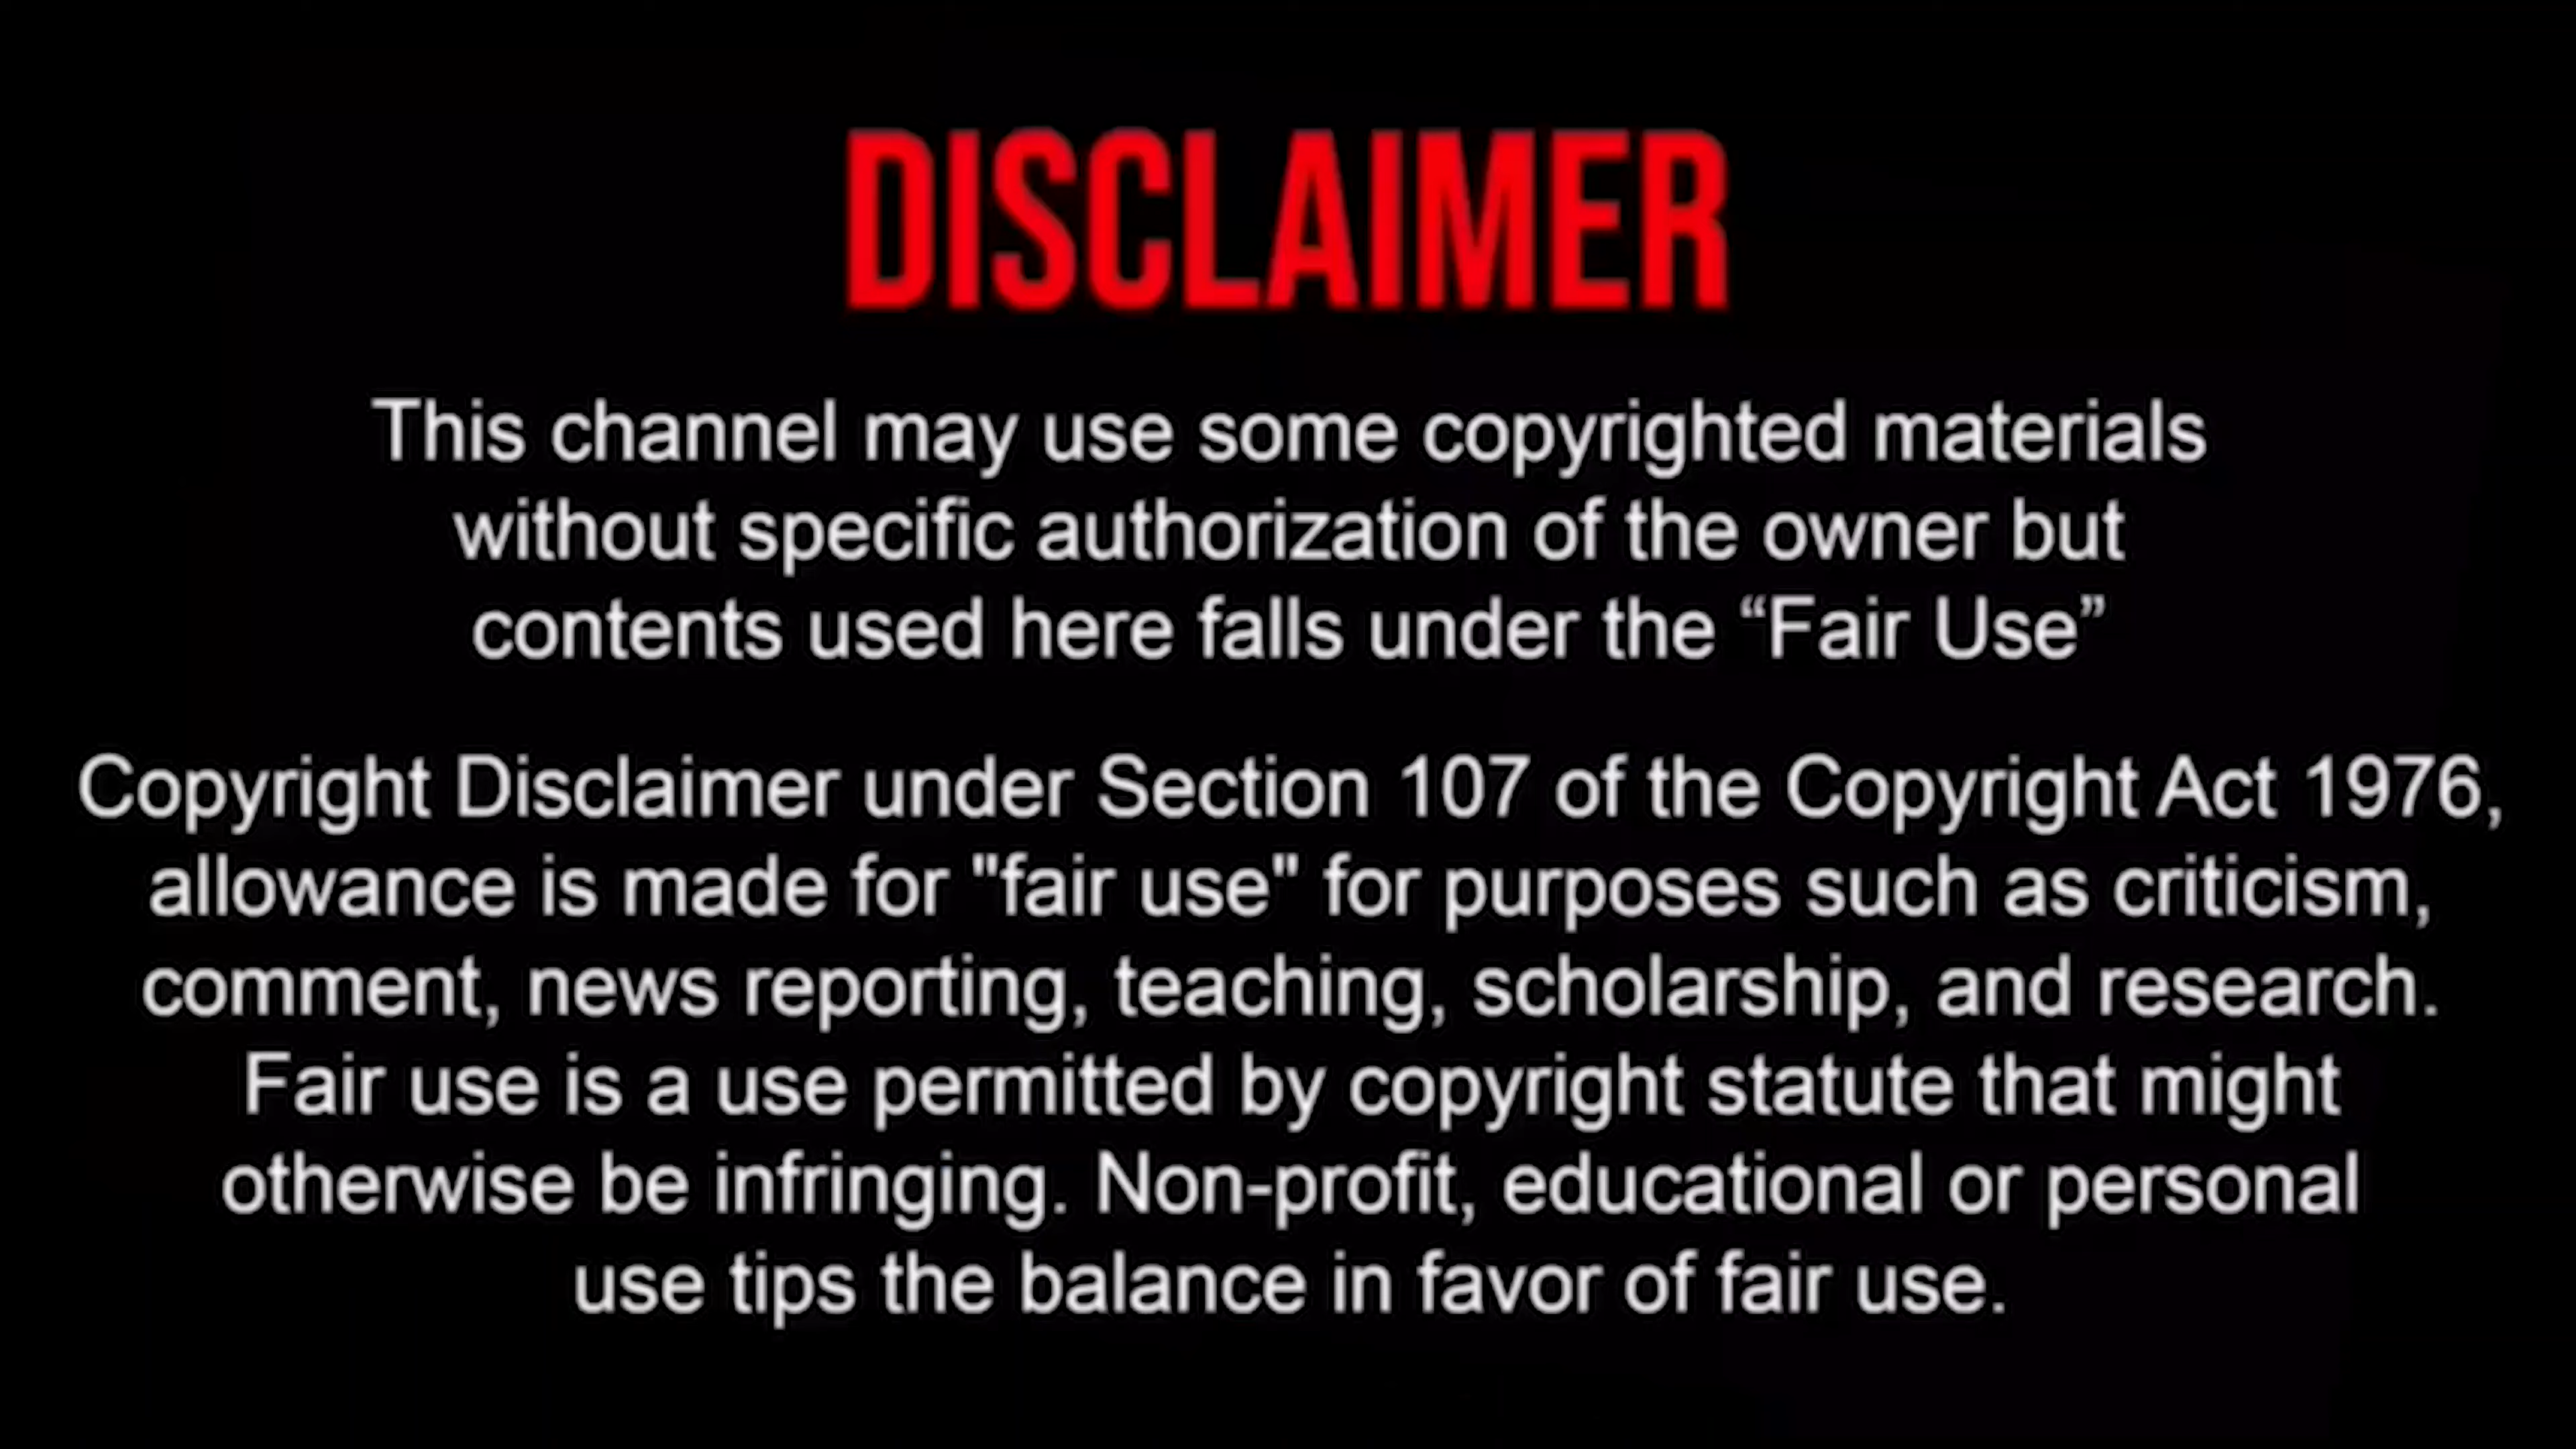 DISCLAIMER
This channel may use some copyrighted materials
without specific authorization of the owner but
contents used here falls under the “Fair Use”
Copyright Disclaimer under Section 107 of the Copyright Act 1976,
allowance is made for "fair use" for purposes such as criticism,
comment, news reporting, teaching, scholarship, and research.
Fair use is a use permitted by copyright statute that might
otherwise be infringing. Non-profit, educational or personal
use tips the balance in favor of fair use.